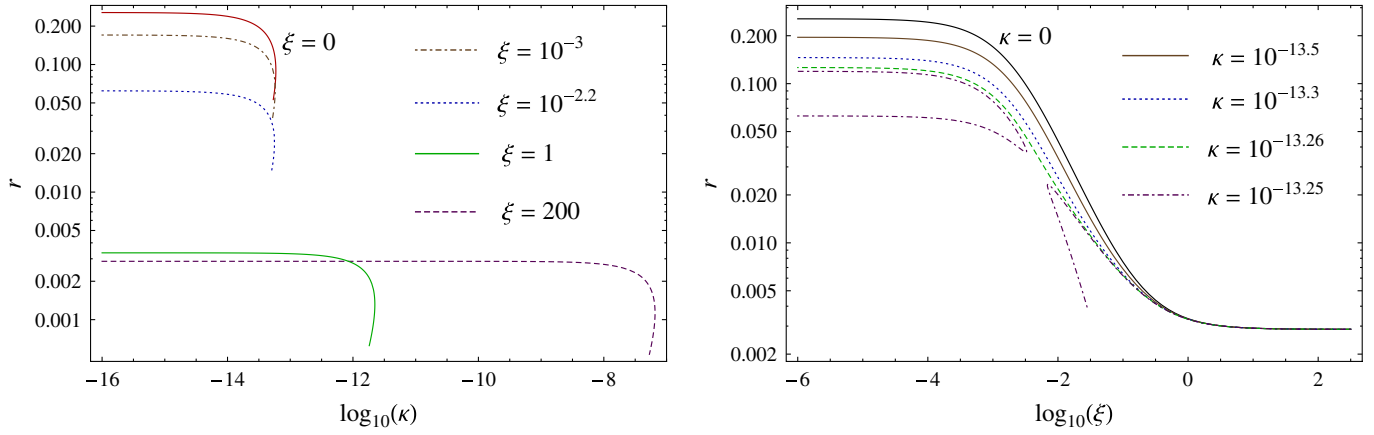 0.200
0.100
0.050
0.020
0.010
0.005
0.002
0.001
r
−16
−14
−12
−10
−8
log₁₀(κ)
ξ = 0
ξ = 10⁻³
ξ = 10⁻²·²
ξ = 1
ξ = 200
0.200
0.100
0.050
0.020
0.010
0.005
0.002
r
−6
−4
−2
0
2
log₁₀(ξ)
κ = 0
κ = 10⁻¹³·⁵
κ = 10⁻¹³·³
κ = 10⁻¹³·²⁶
κ = 10⁻¹³·²⁵